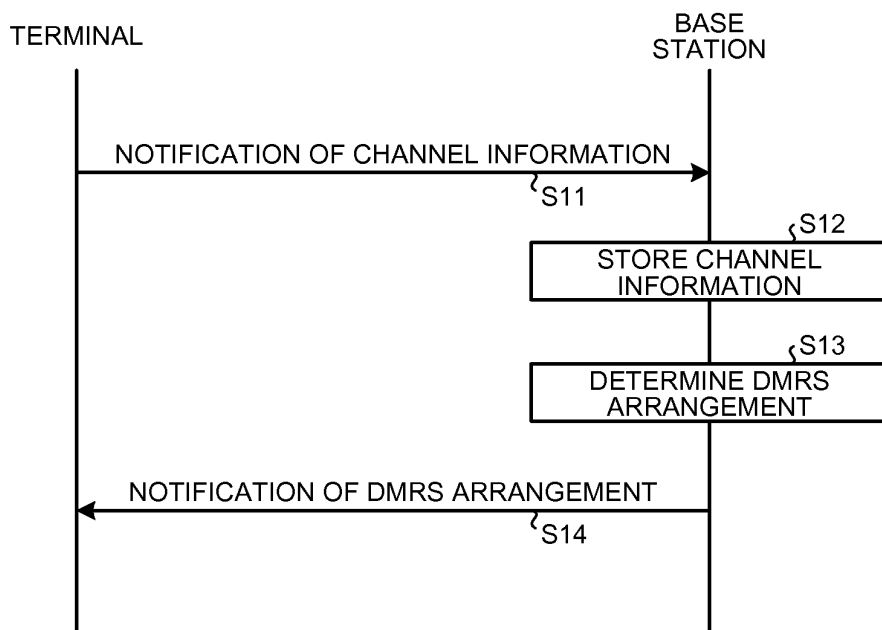 TERMINAL
BASE
STATION
NOTIFICATION OF CHANNEL INFORMATION
S11
S12
STORE CHANNEL
INFORMATION
S13
DETERMINE DMRS
ARRANGEMENT
NOTIFICATION OF DMRS ARRANGEMENT
S14